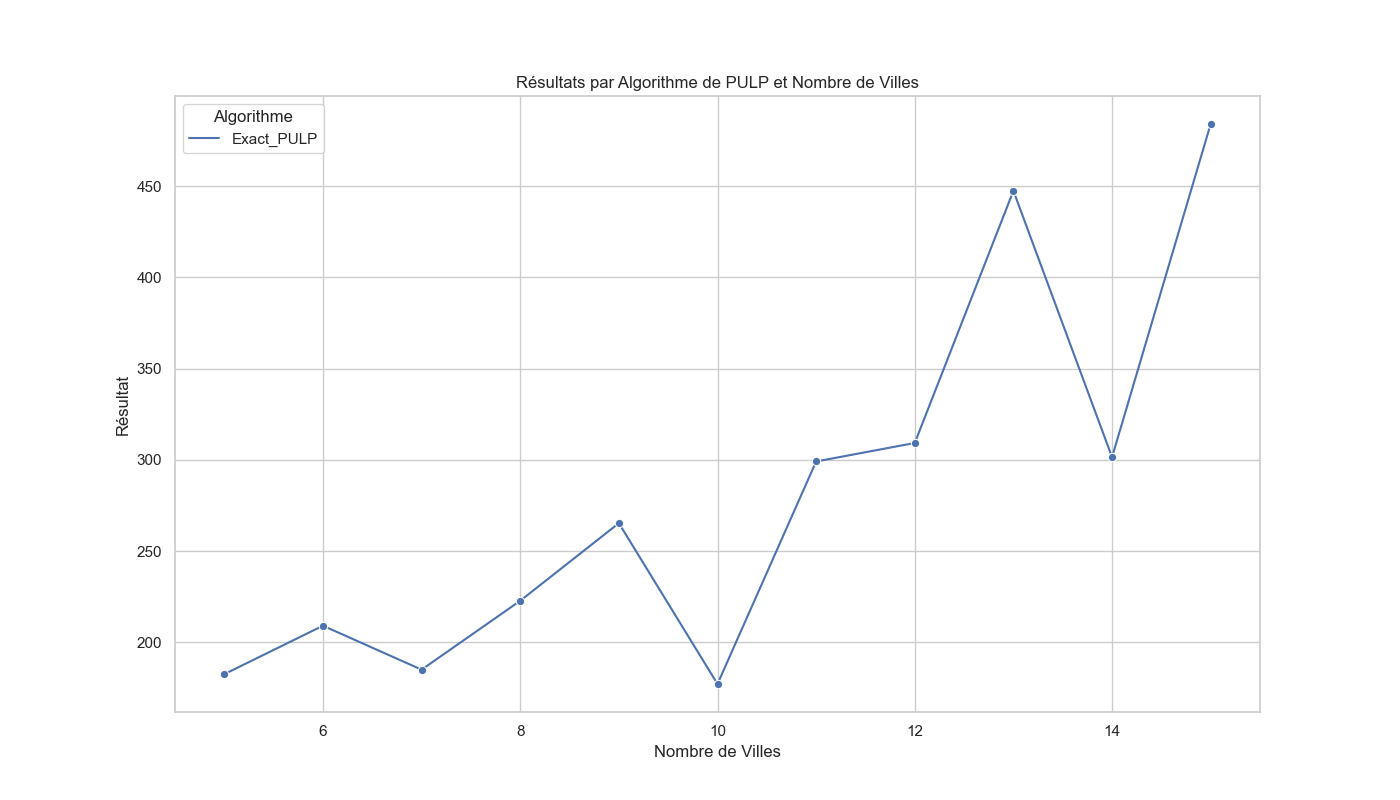 Résultats par Algorithme de PULP et Nombre de Villes
Algorithme
Exact_PULP
450
400
350
300
250
200
Résultat
6 8 10 12 14
Nombre de Villes